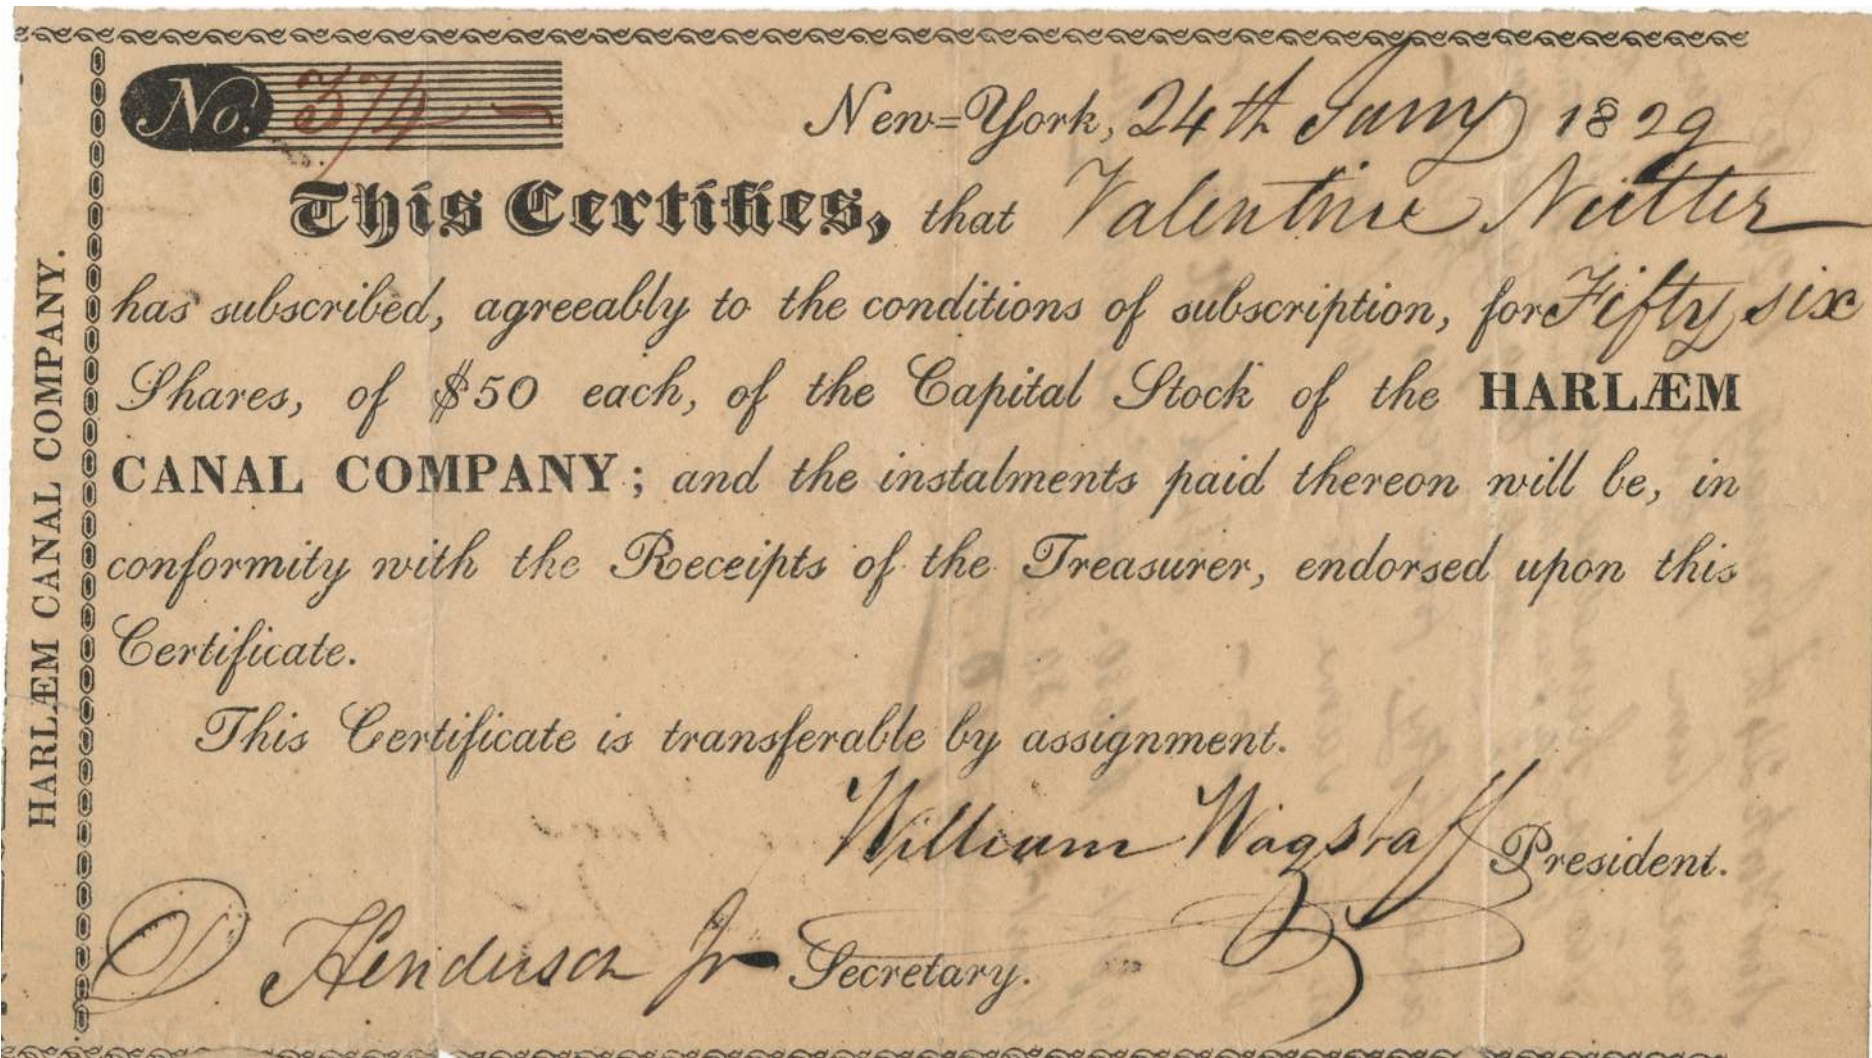 HARLÆM CANAL COMPANY.
No. 374
New=York, 24th Jany 1829
This Certifies, that Valentine Nutter
has subscribed, agreeably to the conditions of subscription, for Fifty six
Shares, of $50 each, of the Capital Stock of the HARLÆM
CANAL COMPANY; and the instalments paid thereon will be, in
conformity with the Receipts of the Treasurer, endorsed upon this
Certificate.
This Certificate is transferable by assignment.
William Wagstaff President.
D. Henderson Jr Secretary.